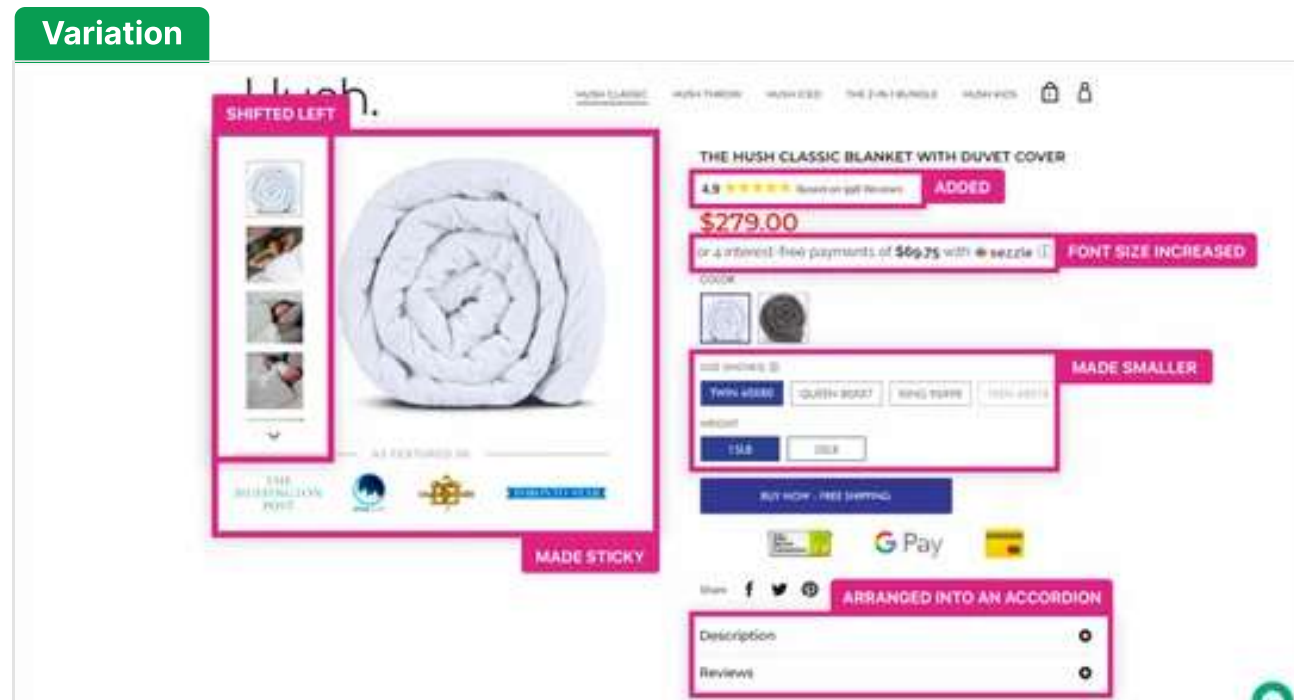 Variation
Hush.
HUSH CLASSIC HUSH THROW HUSH ICED THE 2-IN-1 BUNDLE HUSH KIDS
SHIFTED LEFT
THE HUSH CLASSIC BLANKET WITH DUVET COVER
4.9 Based on Reviews
ADDED
$279.00
or 4 interest-free payments of $69.75 with sezzle
FONT SIZE INCREASED
COLOR
MADE SMALLER
TWIN QUEEN KING
WEIGHT
15LB
AS FEATURED IN
THE
HUFFINGTON
POST
TORONTO STAR
BUY NOW - FREE SHIPPING
MADE STICKY
G Pay
Share
ARRANGED INTO AN ACCORDION
Description
Reviews